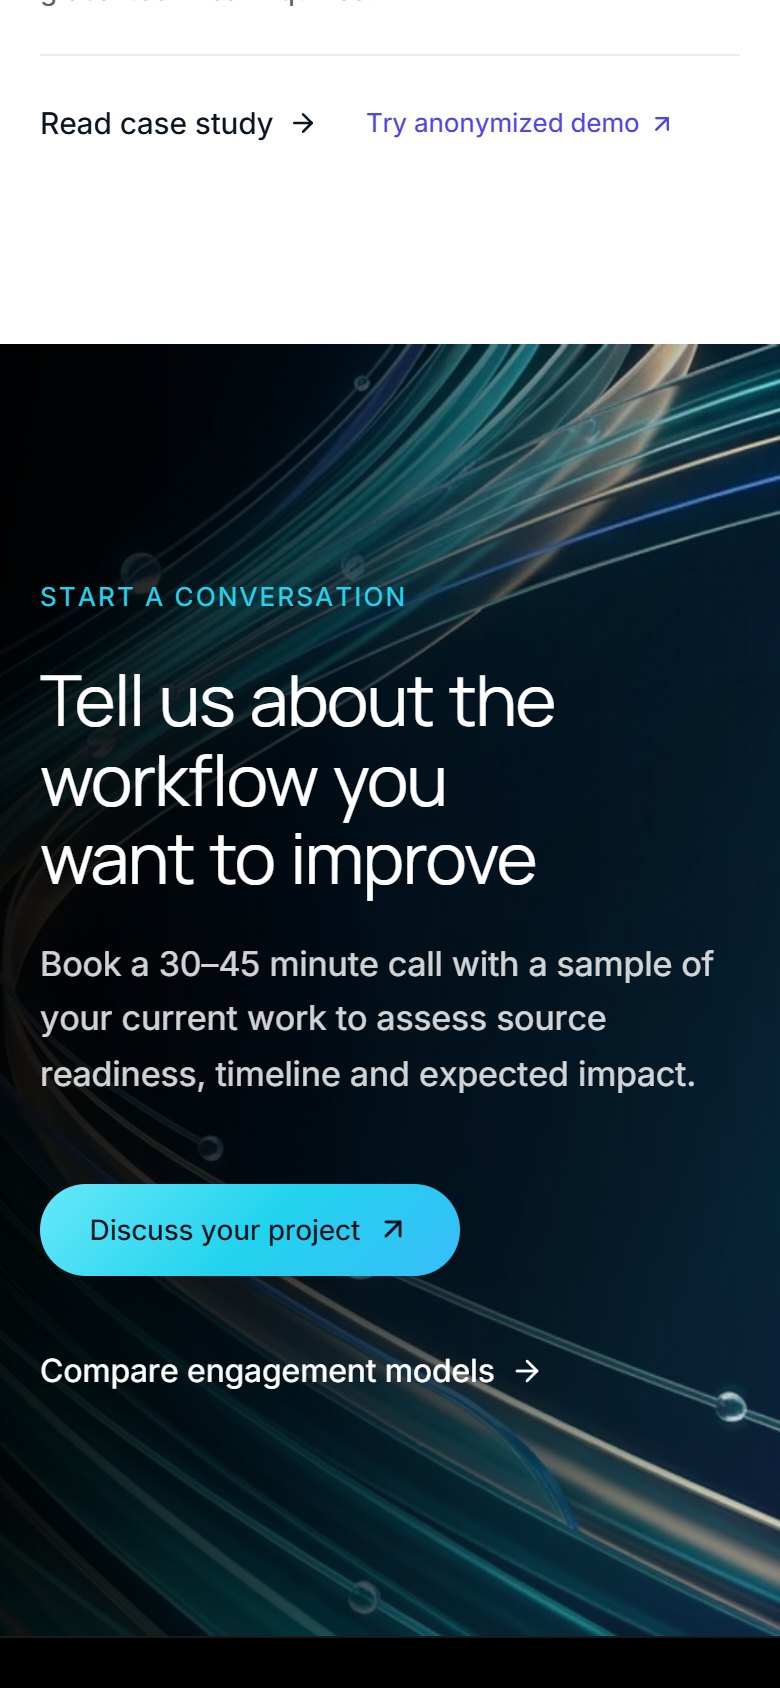 Read case study → Try anonymized demo ↗
START A CONVERSATION
Tell us about the
workflow you
want to improve
Book a 30–45 minute call with a sample of
your current work to assess source
readiness, timeline and expected impact.
Discuss your project ↗
Compare engagement models →